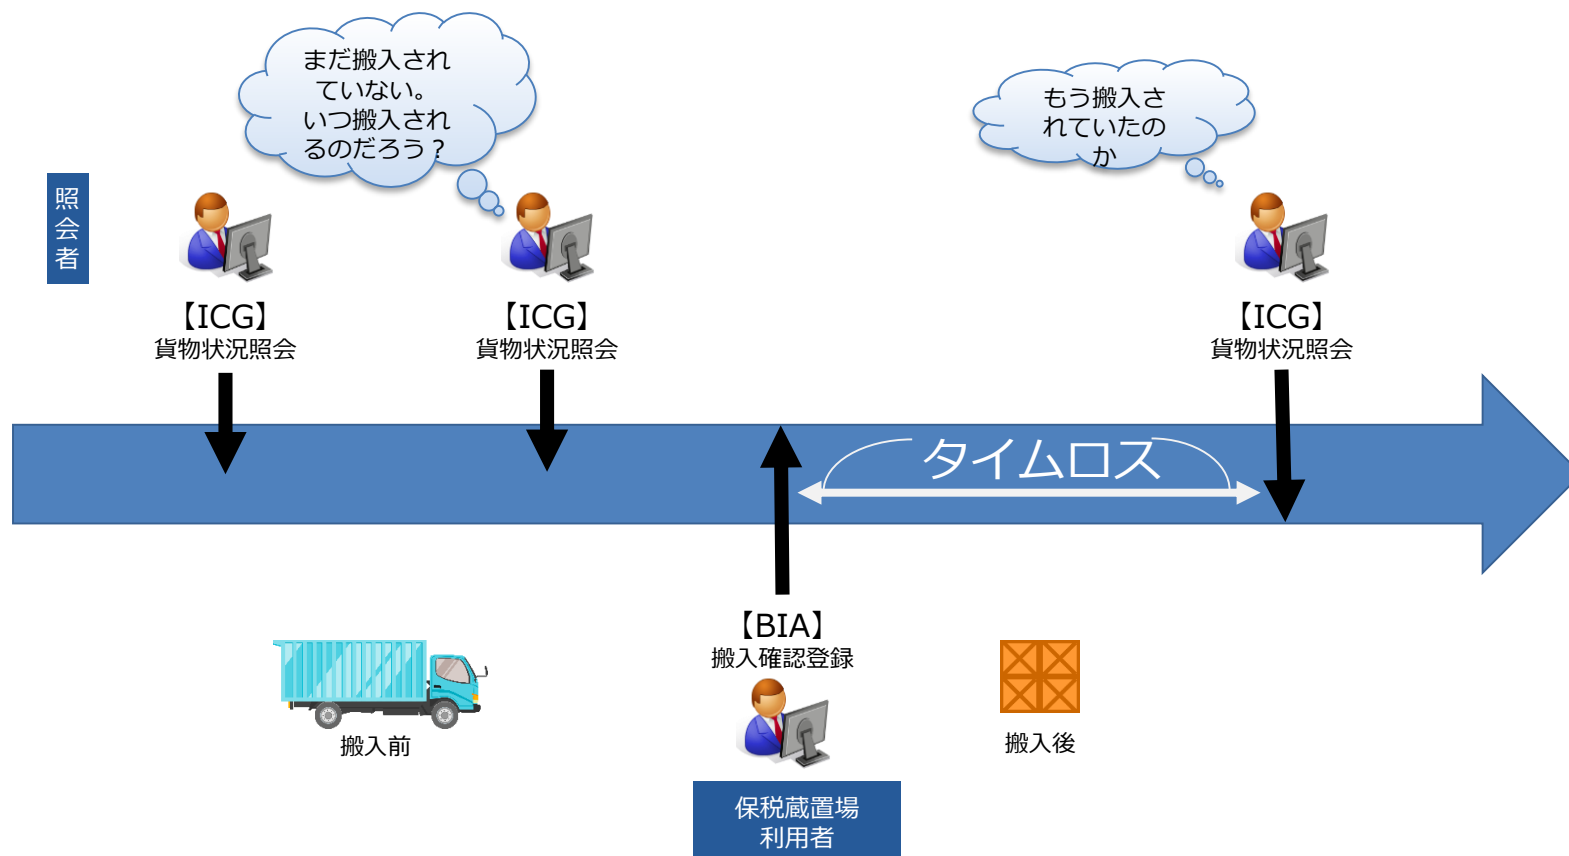 まだ搬入され
ていない。
いつ搬入され
るのだろう？
もう搬入さ
れていたの
か
照
会
者
【ICG】
貨物状況照会
【ICG】
貨物状況照会
【ICG】
貨物状況照会
タイムロス
【BIA】
搬入確認登録
搬入前
搬入後
保税蔵置場
利用者